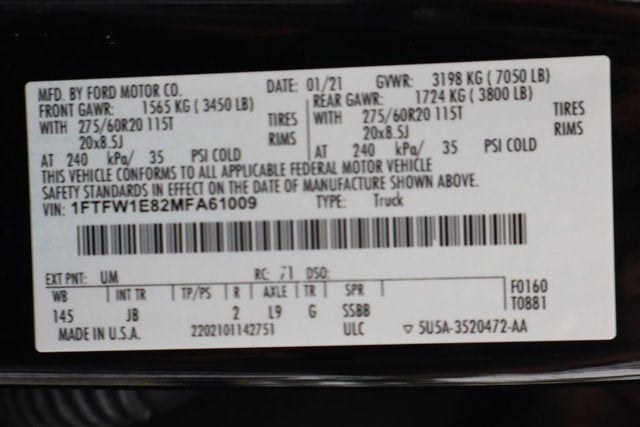 MFD. BY FORD MOTOR CO. DATE: 01/21 GVWR: 3198 KG ( 7050 LB)
FRONT GAWR: 1565 KG ( 3450 LB) REAR GAWR: 1724 KG ( 3800 LB)
WITH 275/60R20 115T TIRES WITH 275/60R20 115T TIRES
20x8.5J RIMS 20x8.5J RIMS
AT 240 kPa/ 35 PSI COLD AT 240 kPa/ 35 PSI COLD
THIS VEHICLE CONFORMS TO ALL APPLICABLE FEDERAL MOTOR VEHICLE
SAFETY STANDARDS IN EFFECT ON THE DATE OF MANUFACTURE SHOWN ABOVE.
VIN: 1FTFW1E82MFA61009 TYPE: Truck
EXT PNT: UM RC: 71 DSO:
WB INT TR TP/PS R AXLE TR SPR F0160
145 JB 2 L9 G SSBB T0881
MADE IN U.S.A. 2202101142751 ULC ▽ 5U5A-3520472-AA